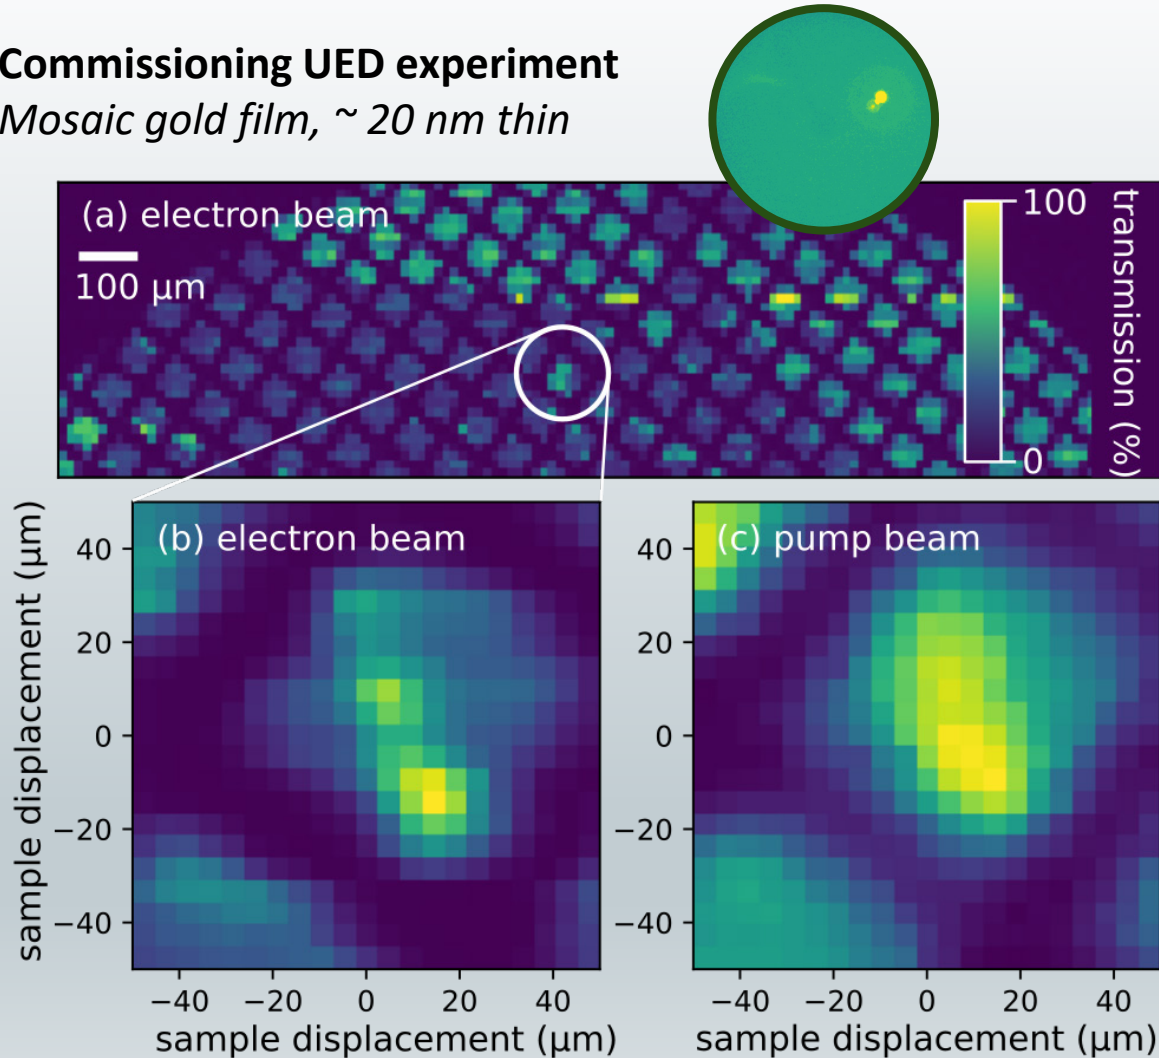 Commissioning UED experiment
Mosaic gold film, ~ 20 nm thin
(a) electron beam
100 μm
100
0
transmission (%)
(b) electron beam
(c) pump beam
sample displacement (μm)
40
20
0
−20
−40
40
20
0
−20
−40
−40 −20 0 20 40
−40 −20 0 20 40
sample displacement (μm)
sample displacement (μm)